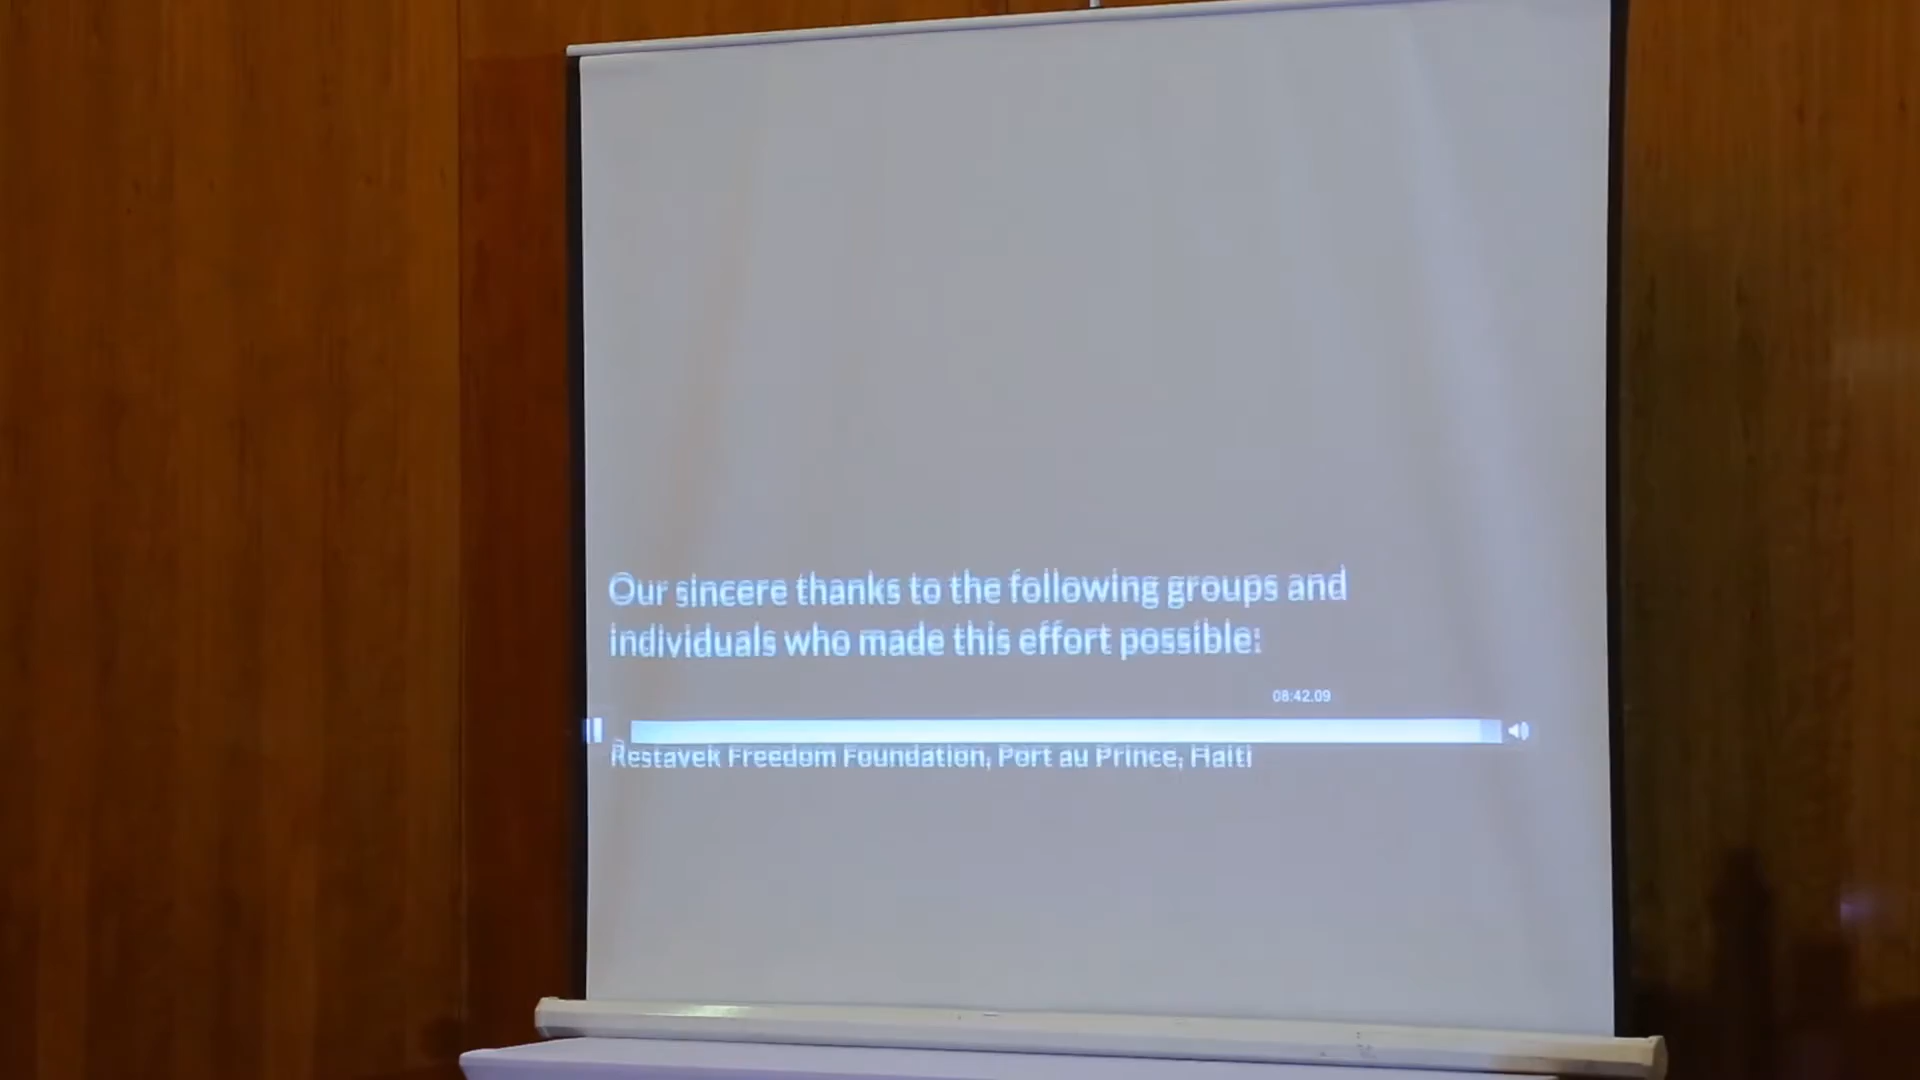 Our sincere thanks to the following groups and
individuals who made this effort possible:
08:42.09
Restavek Freedom Foundation, Port au Prince, Haiti